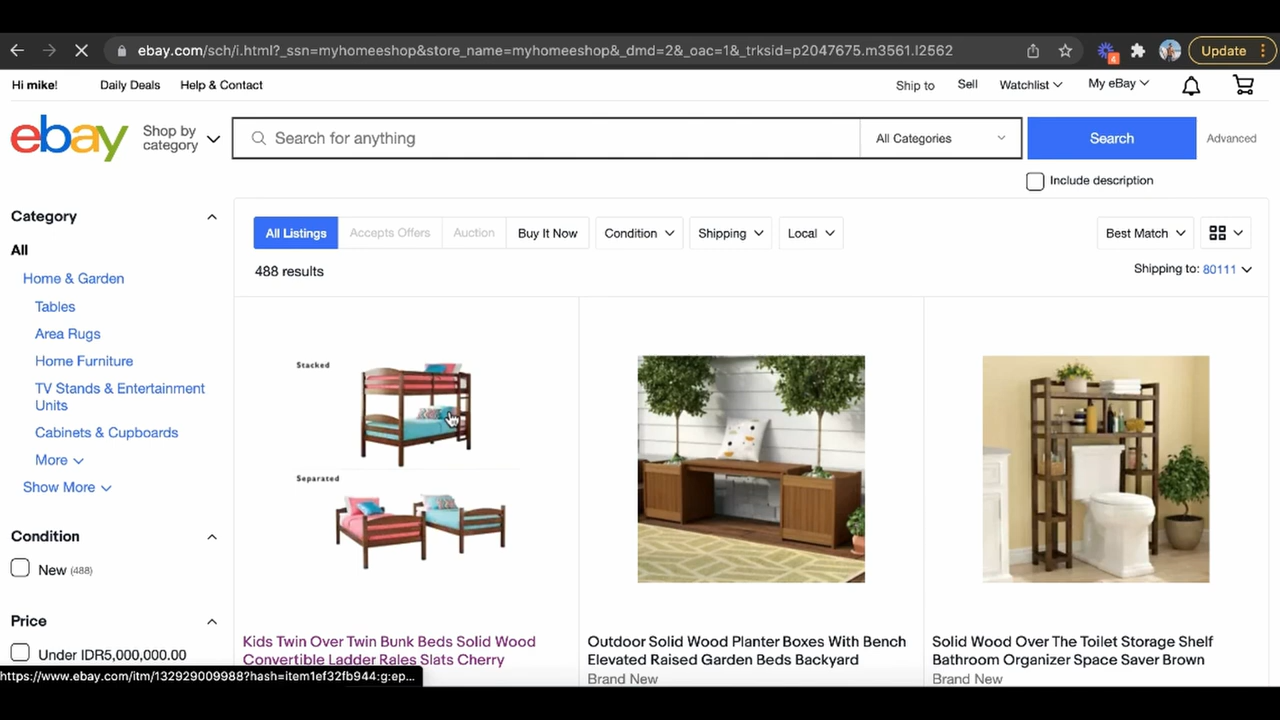 ebay.com/sch/i.html?_ssn=myhomeeshop&store_name=myhomeeshop&_dmd=2&_oac=1&_trksid=p2047675.m3561.l2562
4
Update
Hi mike!
Daily Deals
Help & Contact
Ship to
Sell
Watchlist
My eBay
ebay
Shop by
category
Search for anything
All Categories
Search
Advanced
Include description
Category
All
Home & Garden
Tables
Area Rugs
Home Furniture
TV Stands & Entertainment
Units
Cabinets & Cupboards
More
Show More
Condition
New (488)
Price
Under IDR5,000,000.00
All Listings
Accepts Offers
Auction
Buy It Now
Condition
Shipping
Local
Best Match
488 results
Shipping to: 80111
Stacked
Separated
Kids Twin Over Twin Bunk Beds Solid Wood
Convertible Ladder Rales Slats Cherry
Outdoor Solid Wood Planter Boxes With Bench
Elevated Raised Garden Beds Backyard
Brand New
Solid Wood Over The Toilet Storage Shelf
Bathroom Organizer Space Saver Brown
Brand New
https://www.ebay.com/itm/132929009988?hash=item1ef32fb944:g:ep...